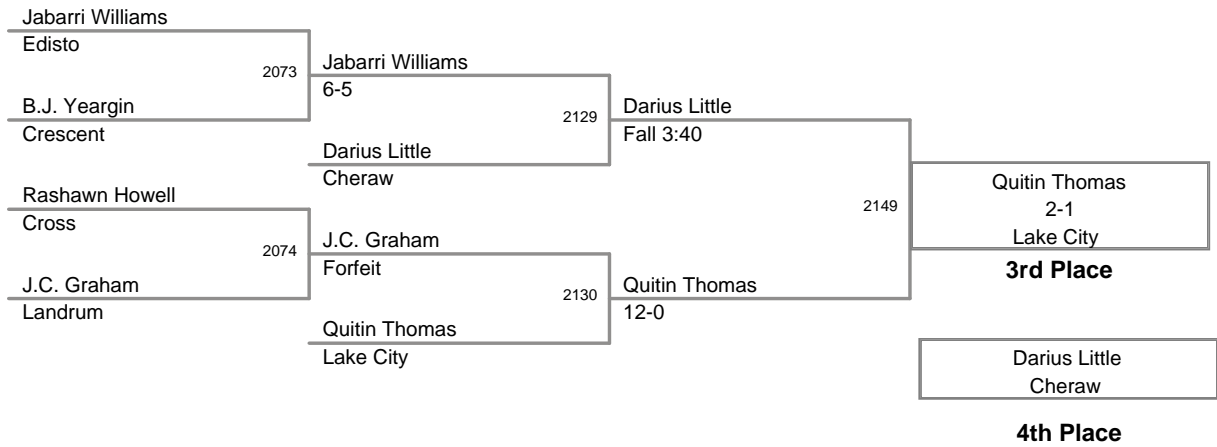 Jabarri Williams
Edisto
2073
B.J. Yeargin
Crescent
Jabarri Williams
6-5
2129
Darius Little
Cheraw
Darius Little
Fall 3:40
Rashawn Howell
Cross
2074
J.C. Graham
Landrum
J.C. Graham
Forfeit
2130
Quitin Thomas
Lake City
Quitin Thomas
12-0
2149
Quitin Thomas
2-1
Lake City
3rd Place
Darius Little
Cheraw
4th Place